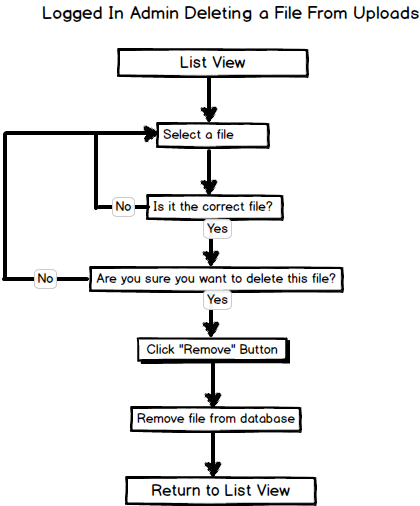 Logged In Admin Deleting a File From Uploads
List View
Select a file
Is it the correct file?
No
Yes
Are you sure you want to delete this file?
No
Yes
Click "Remove" Button
Remove file from database
Return to List View